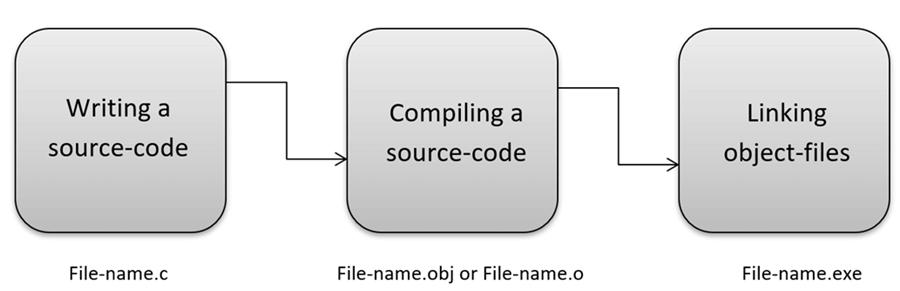 Writing a
source-code
Compiling a
source-code
Linking
object-files
File-name.c
File-name.obj or File-name.o
File-name.exe